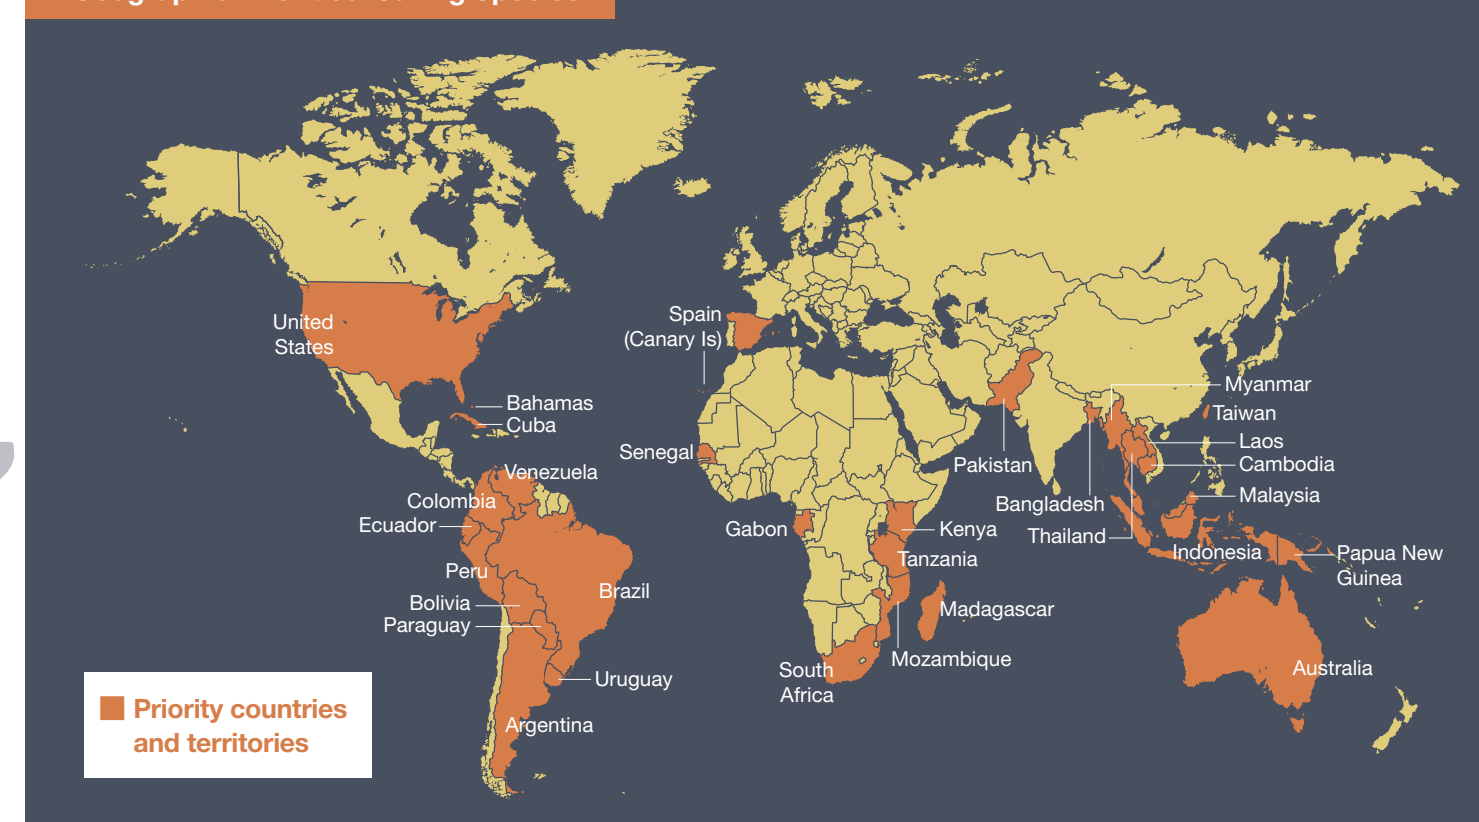 United
States
Bahamas
Cuba
Venezuela
Colombia
Ecuador
Peru
Brazil
Bolivia
Paraguay
Uruguay
Argentina
Spain
(Canary Is)
Senegal
Gabon
Kenya
Tanzania
Madagascar
Mozambique
South
Africa
Pakistan
Bangladesh
Thailand
Myanmar
Taiwan
Laos
Cambodia
Malaysia
Indonesia
Papua New
Guinea
Australia
Priority countries
and territories